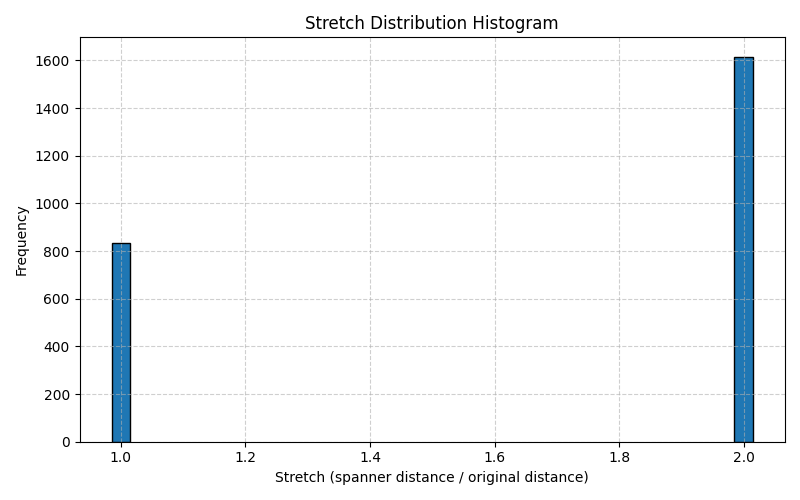 Stretch Distribution Histogram
Frequency
1600
1400
1200
1000
800
600
400
200
0
1.0 1.2 1.4 1.6 1.8 2.0
Stretch (spanner distance / original distance)